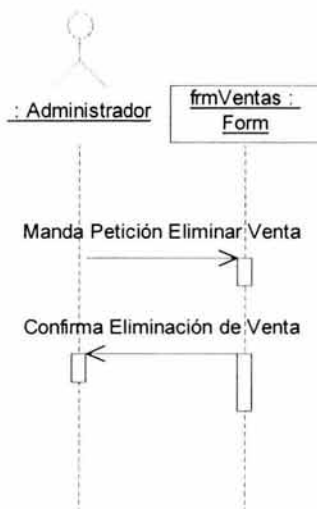 : Administrador
frmVentas :
Form
Manda Petición Eliminar Venta
Confirma Eliminación de Venta